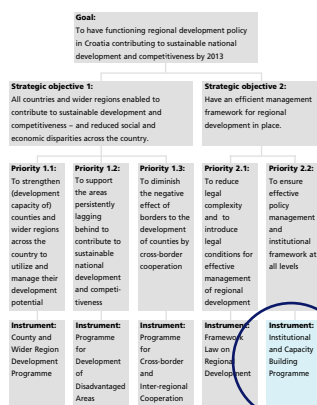 Goal:
To have functioning regional development policy
in Croatia contributing to sustainable national
development and competitiveness by 2013
Strategic objective 1:
All countries and wider regions enabled to
contribute to sustainable development and
competitiveness – and reduced social and
economic disparities across the country.
Strategic objective 2:
Have an efficient management
framework for regional
development in place.
Priority 1.1:
To strengthen
(development
capacity of)
counties and
wider regions
across the
country to
utilize and
manage their
development
potential
Priority 1.2:
To support
the areas
persistently
lagging
behind to
contribute to
sustainable
national
development
and competi-
tiveness
Priority 1.3:
To diminish
the negative
effect of
borders to the
development
of counties by
cross-border
cooperation
Priority 2.1:
To reduce
legal
complexity
and to
introduce
legal
conditions for
effective
management
of regional
development
Priority 2.2:
To ensure
effective
policy
management
and
institutional
framework at
all levels
Instrument:
County and
Wider Region
Development
Programme
Instrument:
Programme
for
Development
of
Disadvantaged
Areas
Instrument:
Programme
for
Cross-border
and
Inter-regional
Cooperation
Instrument:
Framework
Law on
Regional
Development
Instrument:
Institutional
and Capacity
Building
Programme